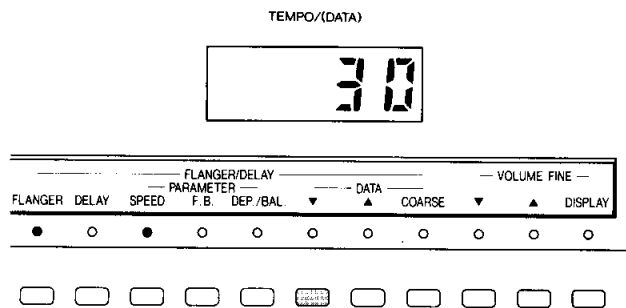 TEMPO/(DATA)
30
FLANGER/DELAY
VOLUME FINE
PARAMETER
DATA
FLANGER DELAY SPEED F.B. DEP./BAL. ▼ ▲ COARSE ▼ ▲ DISPLAY